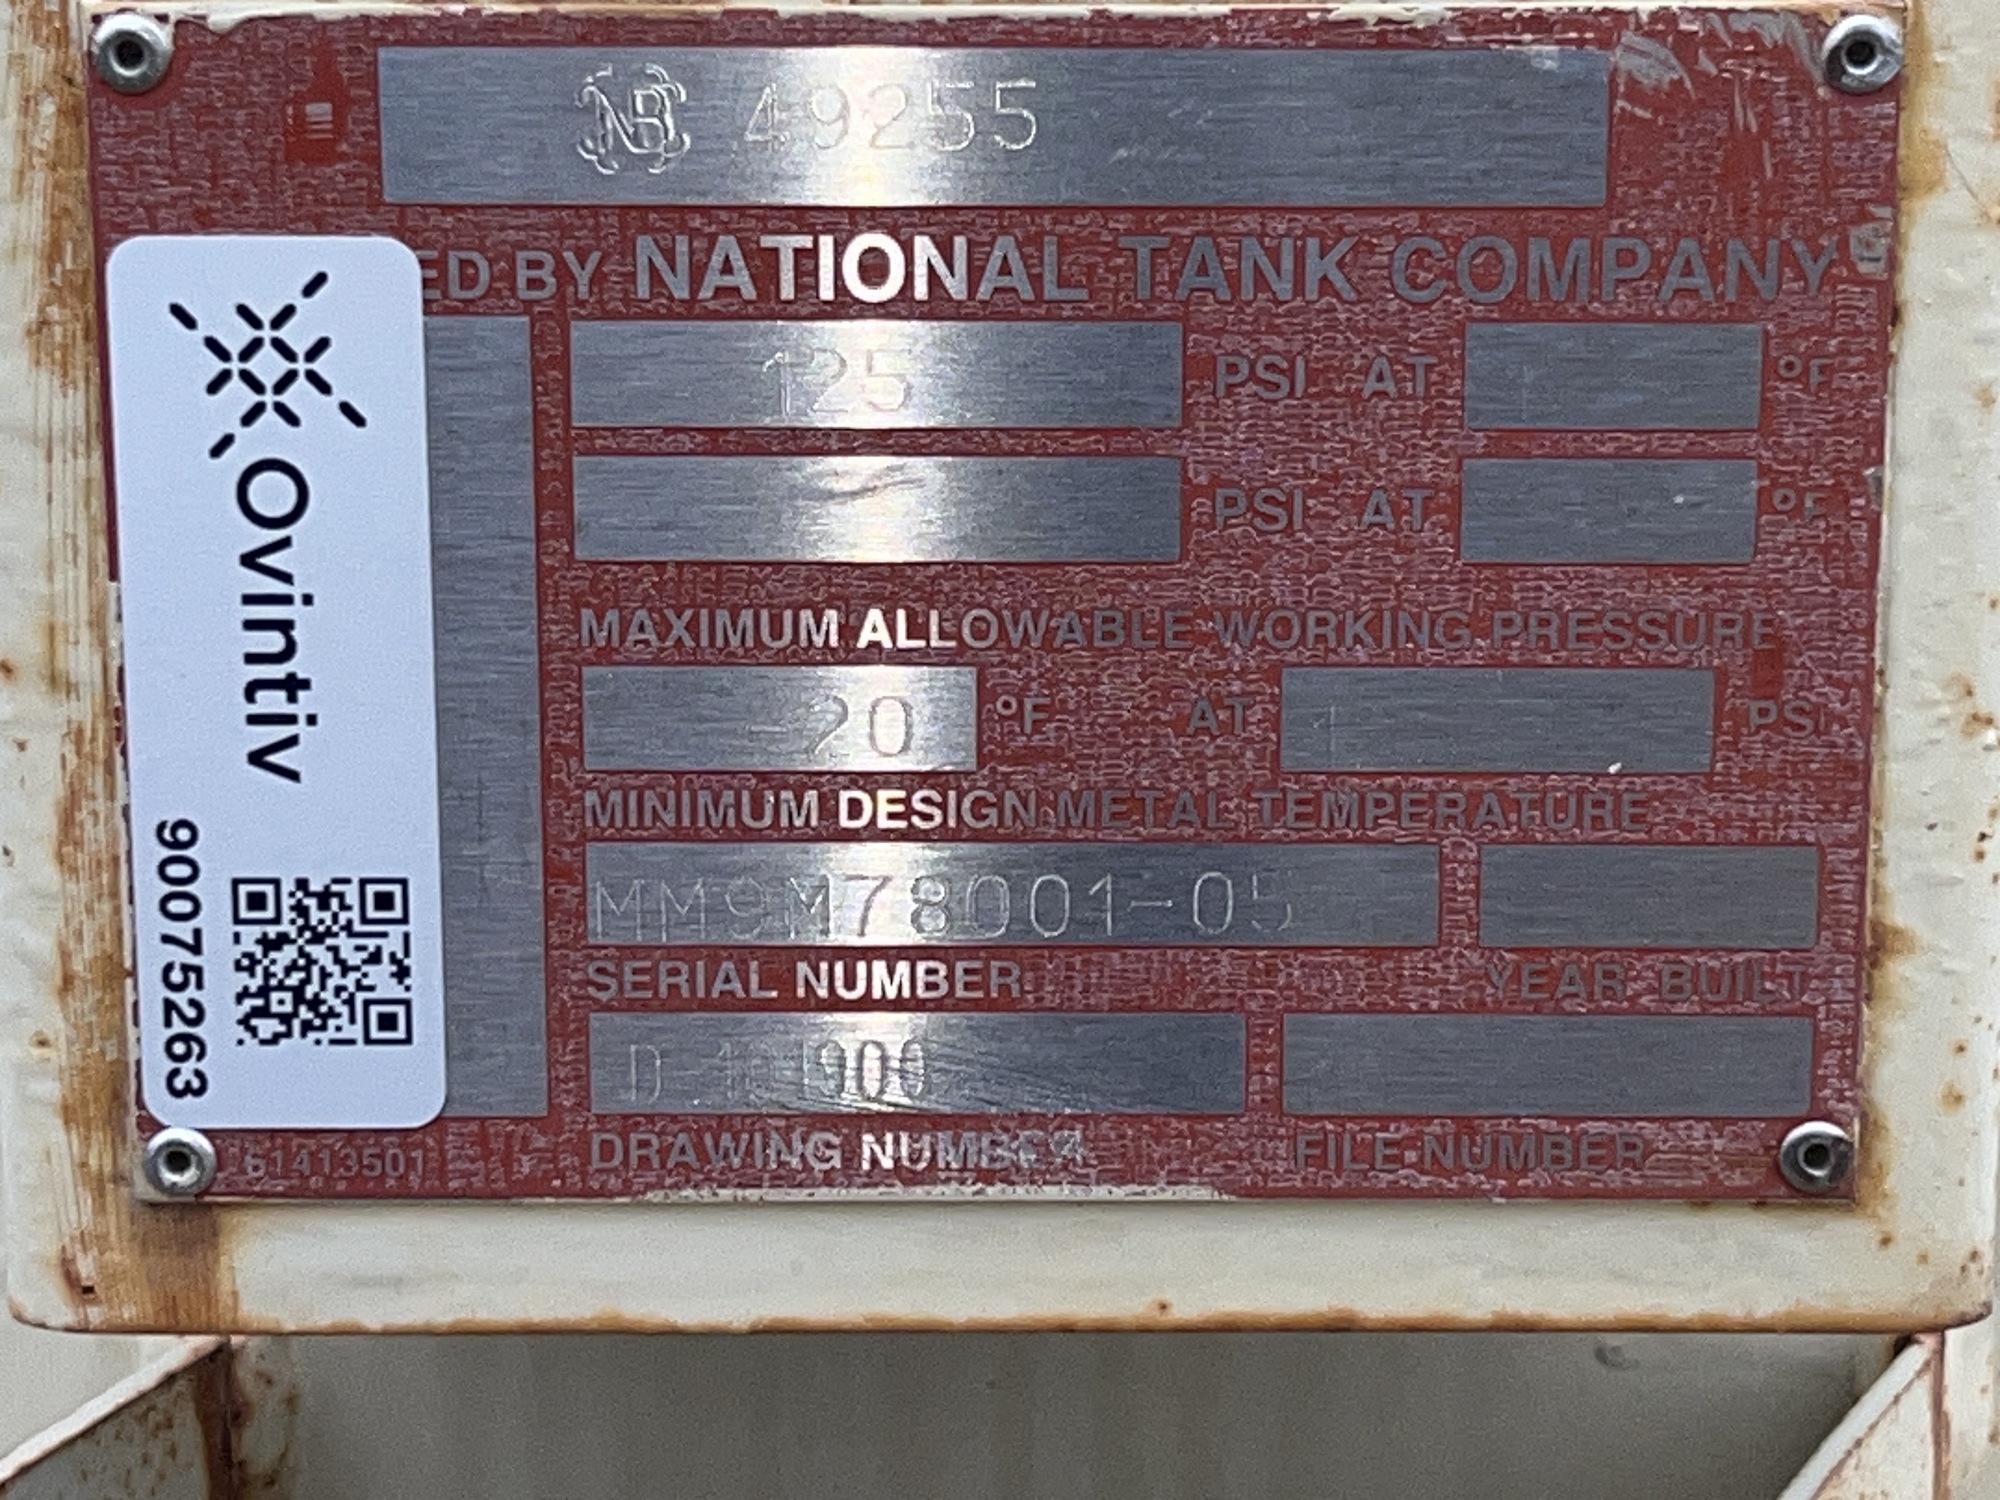 NB 49255
ED BY NATIONAL TANK COMPANY
125 PSI AT °F
PSI AT °F
MAXIMUM ALLOWABLE WORKING PRESSURE
20 °F AT PSI
MINIMUM DESIGN METAL TEMPERATURE
MM9M78001-05
SERIAL NUMBER YEAR BUILT
D
DRAWING NUMBER FILE NUMBER
61413501
Ovintiv
90075263